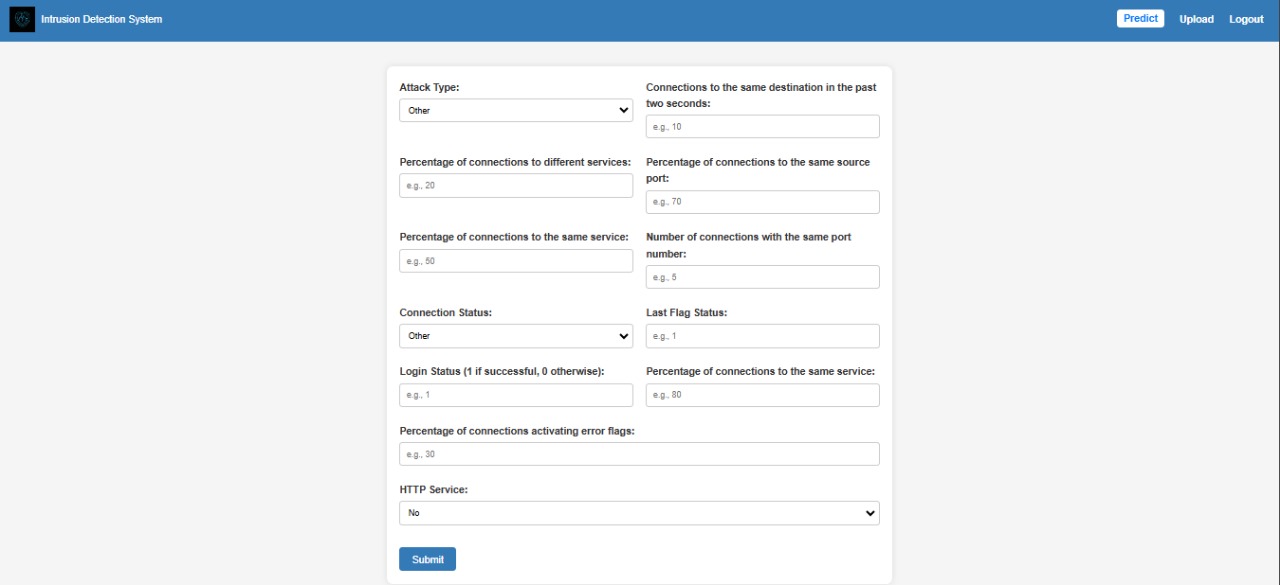 Intrusion Detection System
Predict
Upload
Logout
Attack Type:
Other
Connections to the same destination in the past
two seconds:
e.g., 10
Percentage of connections to different services:
e.g., 20
Percentage of connections to the same source
port:
e.g., 70
Percentage of connections to the same service:
e.g., 50
Number of connections with the same port
number:
e.g., 5
Connection Status:
Other
Last Flag Status:
e.g., 1
Login Status (1 if successful, 0 otherwise):
e.g., 1
Percentage of connections to the same service:
e.g., 80
Percentage of connections activating error flags:
e.g., 30
HTTP Service:
No
Submit